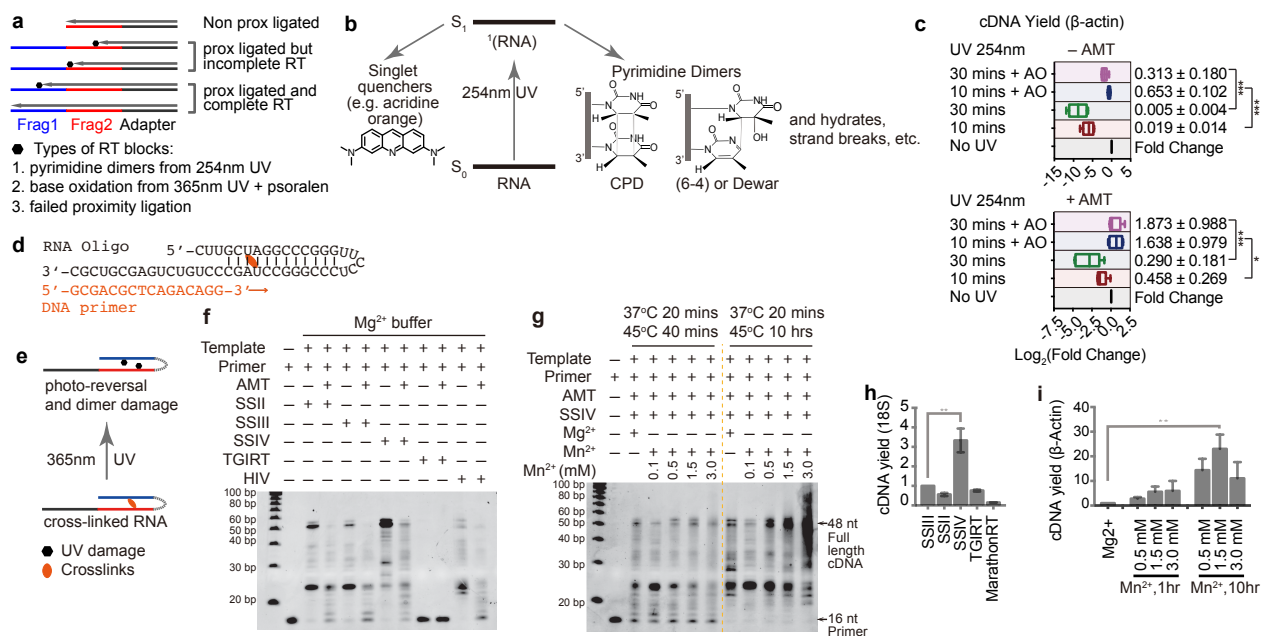 a
Non prox ligated
prox ligated but
incomplete RT
prox ligated and
complete RT
Frag1 Frag2 Adapter
Types of RT blocks:
1. pyrimidine dimers from 254nm UV
2. base oxidation from 365nm UV + psoralen
3. failed proximity ligation
b
S1
¹(RNA)
Singlet
quenchers
(e.g. acridine
orange)
254nm UV
S0
RNA
Pyrimidine Dimers
5'
3'
CPD
5'
3'
(6-4) or Dewar
and hydrates,
strand breaks, etc.
c
cDNA Yield (β-actin)
UV 254nm – AMT
30 mins + AO 0.313 ± 0.180
10 mins + AO 0.653 ± 0.102
30 mins 0.005 ± 0.004
10 mins 0.019 ± 0.014
No UV Fold Change
*** ***
-15 -10 -5 0 5
UV 254nm + AMT
30 mins + AO 1.873 ± 0.988
10 mins + AO 1.638 ± 0.979
30 mins 0.290 ± 0.181
10 mins 0.458 ± 0.269
No UV Fold Change
*** *
-7.5 -5.0 -2.5 0.0 2.5
Log2(Fold Change)
d
RNA Oligo
5'-CUUGCUAGGCCCGGGUUC
3'-CGCUGCGAGUCUGUCCCGAUCCGGGCCCUC
5'-GCGACGCTCAGACAGG-3'→
DNA primer
e
photo-reversal
and dimer damage
365nm UV
cross-linked RNA
UV damage
Crosslinks
f
Mg²⁺ buffer
Template – + + + + + + + + + +
Primer + + + + + + + + + + +
AMT – – + – + – + – + – +
SSII – + + – – – – – – – –
SSIII – – – + + – – – – – –
SSIV – – – – – + + – – – –
TGIRT – – – – – – – + + – –
HIV – – – – – – – – – + +
100 bp
80 bp
60 bp
50 bp
40 bp
30 bp
20 bp
g
37°C 20 mins 37°C 20 mins
45°C 40 mins 45°C 10 hrs
Template – + + + + + + + + + +
Primer + + + + + + + + + + +
AMT – + + + + + + + + + +
SSIV – + + + + + + + + + +
Mg²⁺ – + – – – – + – – – –
Mn²⁺ – – + + + + – + + + +
Mn²⁺ (mM) 0.1 0.5 1.5 3.0 0.1 0.5 1.5 3.0
100 bp
80 bp
60 bp
50 bp
40 bp
30 bp
20 bp
48 nt
Full
length
cDNA
16 nt
Primer
h
cDNA yield (18S)
5
4
3
2
1
0
SSIII
SSII
SSIV
TGIRT
MarathonRT
i
cDNA yield (β-Actin)
40
30
20
10
0
Mg2+
0.5 mM
1.5 mM
3.0 mM
0.5 mM
1.5 mM
3.0 mM
Mn²⁺,1hr Mn²⁺,10hr